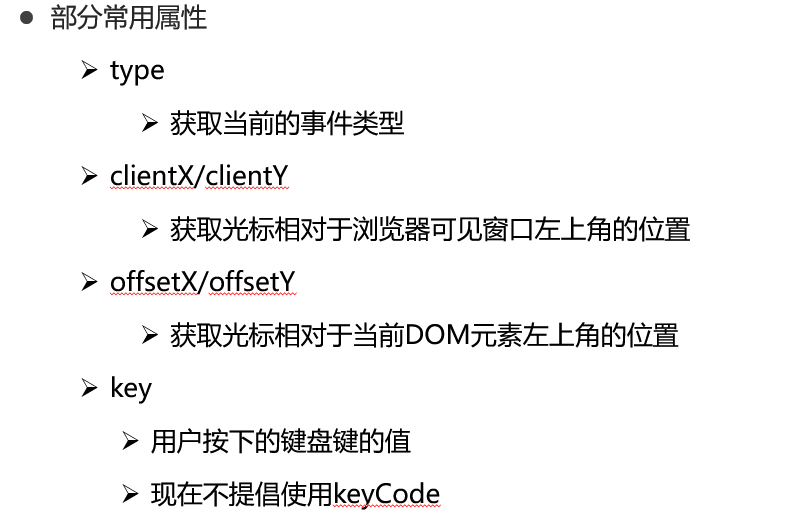 部分常用属性
type
获取当前的事件类型
clientX/clientY
获取光标相对于浏览器可见窗口左上角的位置
offsetX/offsetY
获取光标相对于当前DOM元素左上角的位置
key
用户按下的键盘键的值
现在不提倡使用keyCode